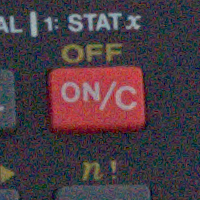 AL 1: STAT x
OFF
ON/C
n!